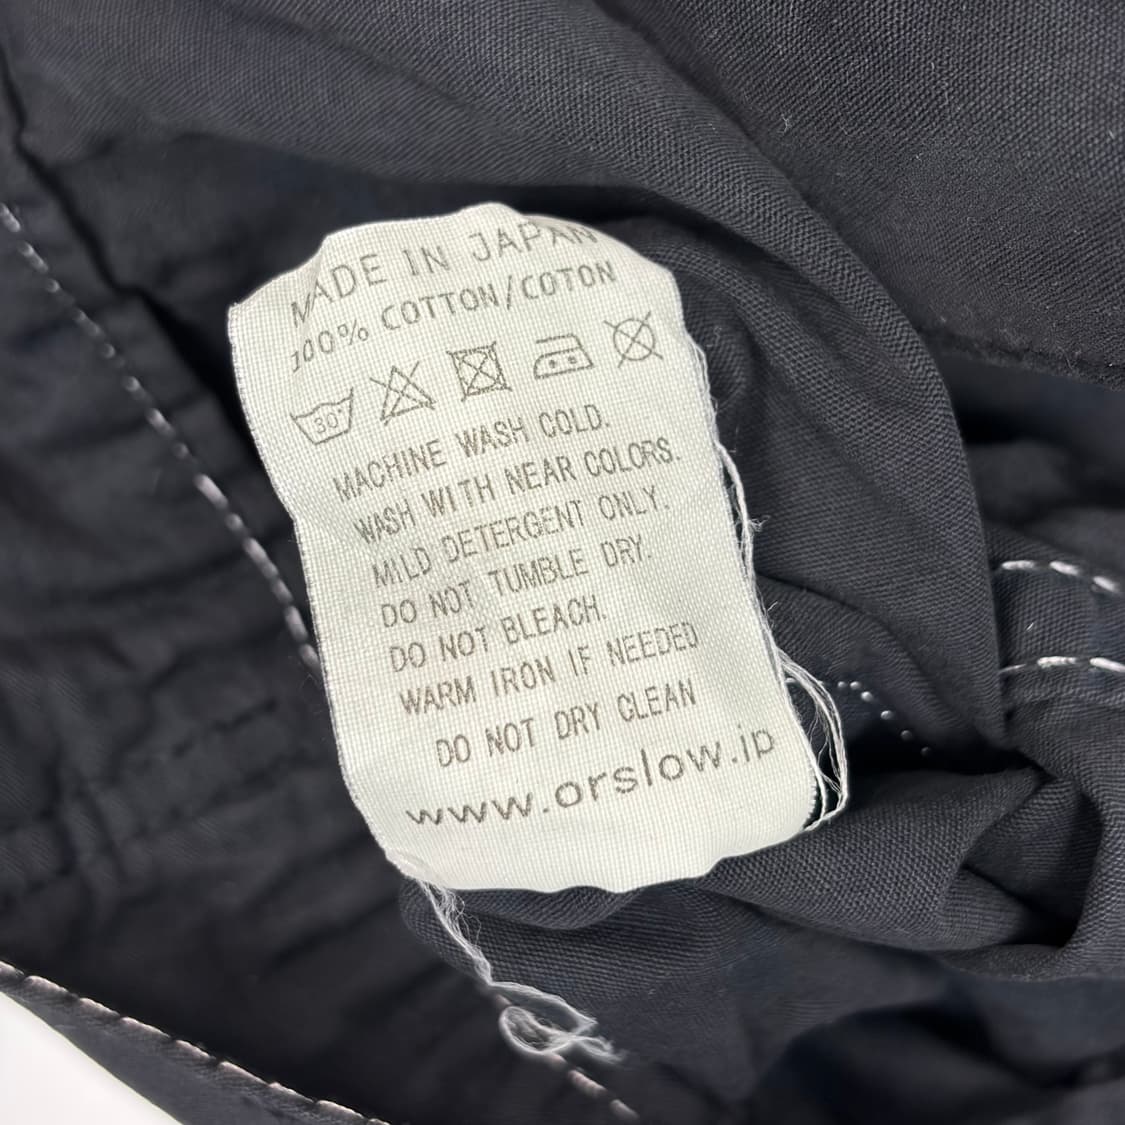 MADE IN JAPAN
100% COTTON/COTON
30°
MACHINE WASH COLD.
WASH WITH NEAR COLORS.
MILD DETERGENT ONLY.
DO NOT TUMBLE DRY.
DO NOT BLEACH.
WARM IRON IF NEEDED
DO NOT DRY CLEAN
www.orslow.jp